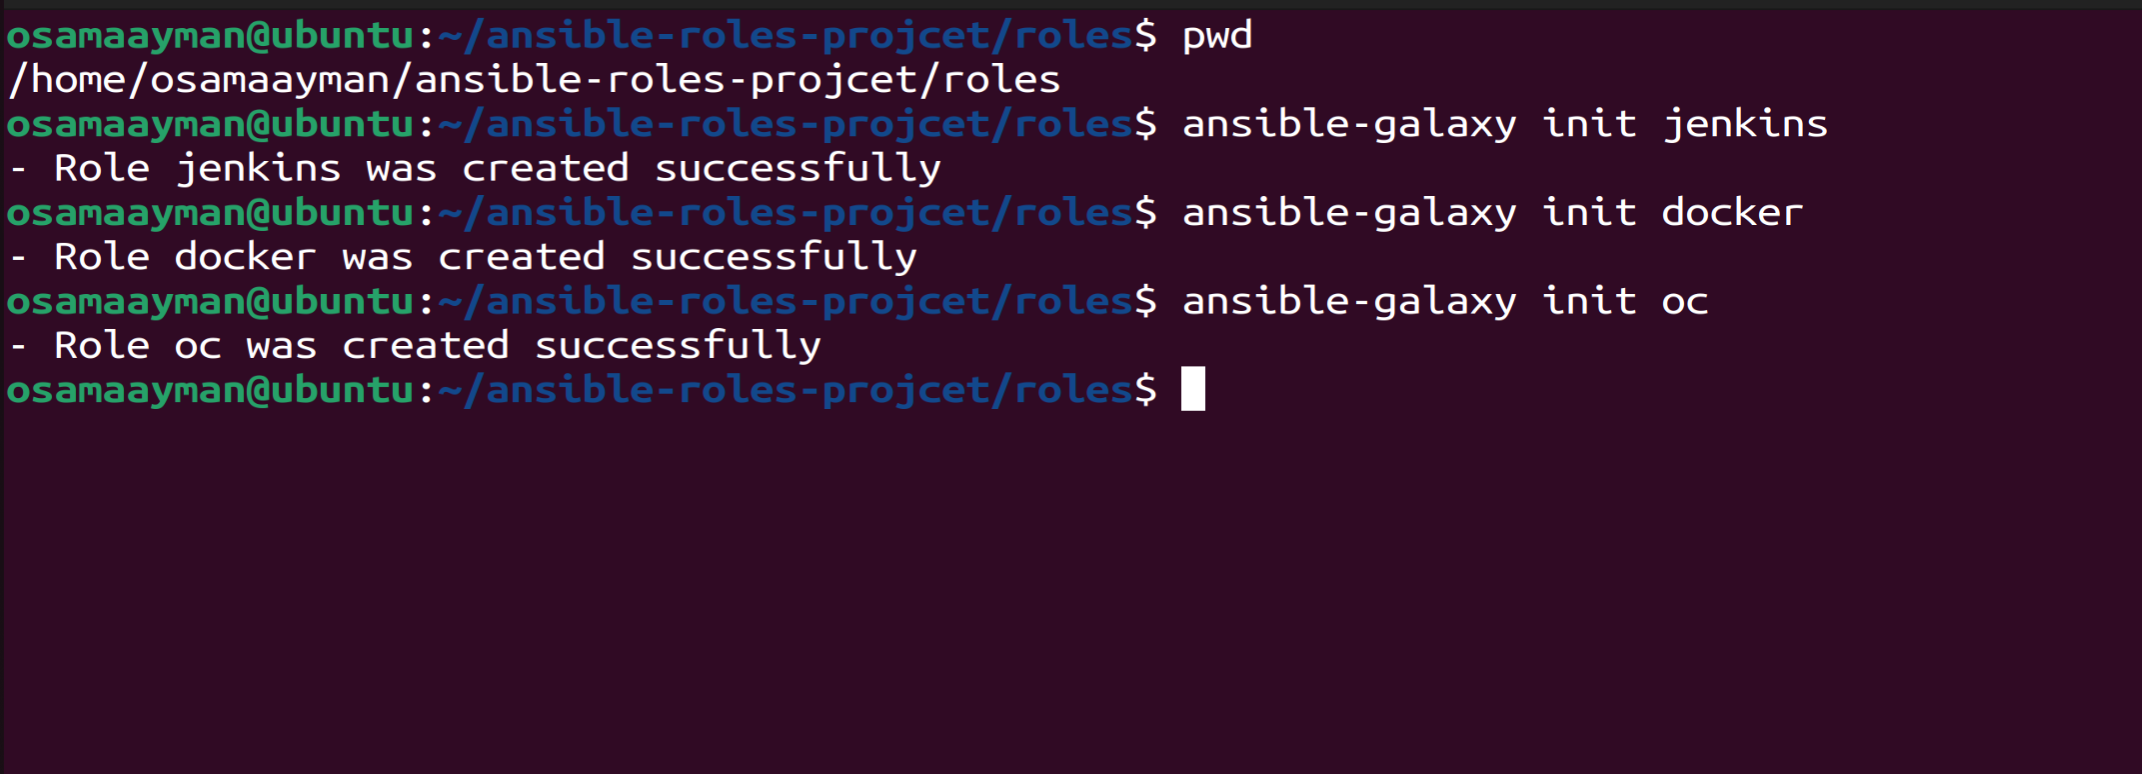 osamaayman@ubuntu:~/ansible-roles-projcet/roles$ pwd
/home/osamaayman/ansible-roles-projcet/roles
osamaayman@ubuntu:~/ansible-roles-projcet/roles$ ansible-galaxy init jenkins
- Role jenkins was created successfully
osamaayman@ubuntu:~/ansible-roles-projcet/roles$ ansible-galaxy init docker
- Role docker was created successfully
osamaayman@ubuntu:~/ansible-roles-projcet/roles$ ansible-galaxy init oc
- Role oc was created successfully
osamaayman@ubuntu:~/ansible-roles-projcet/roles$